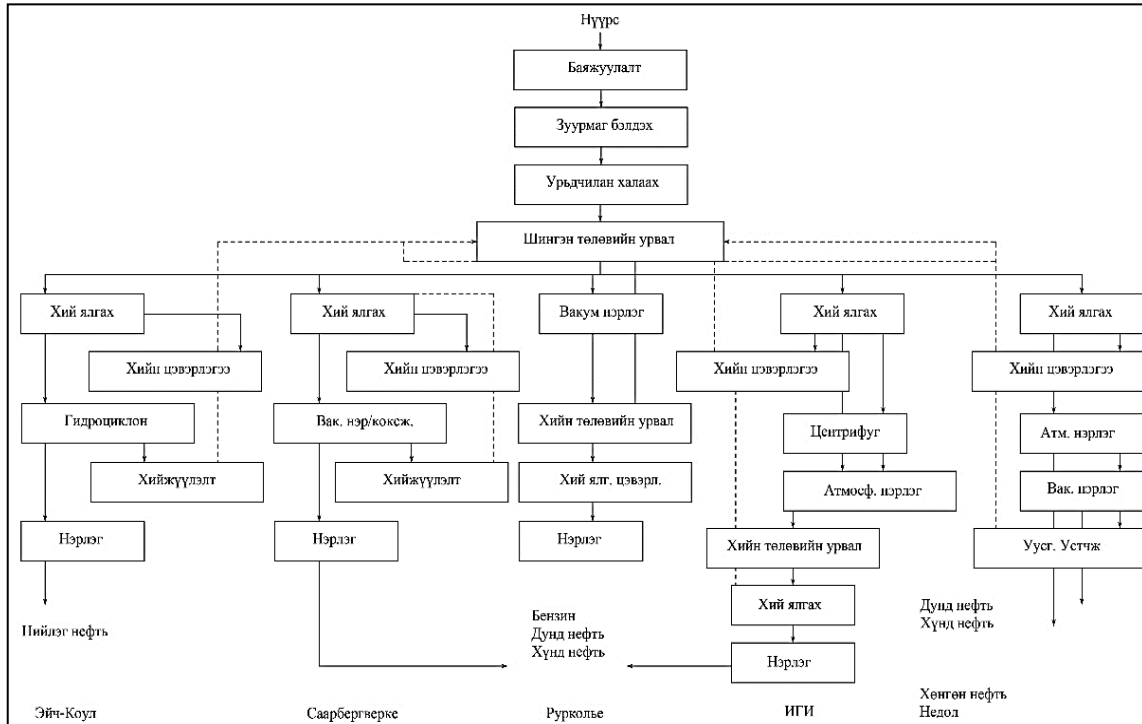 Нүүрс
Баяжуулалт
Зуурмаг бэлдэх
Урьдчилан халаах
Шингэн төлөвийн урвал
Хий ялгах
Хий ялгах
Вакум нэрлэг
Хий ялгах
Хий ялгах
Хийн цэвэрлэгээ
Хийн цэвэрлэгээ
Хийн цэвэрлэгээ
Хийн цэвэрлэгээ
Гидроциклон
Вак. нэр/коксж.
Хийн төлөвийн урвал
Центрифуг
Атм. нэрлэг
Хийжүүлэлт
Хийжүүлэлт
Хий ялг. цэвэрл.
Атмосф. нэрлэг
Вак. нэрлэг
Нэрлэг
Нэрлэг
Нэрлэг
Хийн төлөвийн урвал
Уусг. Устчж
Хий ялгах
Нийлэг нефть
Бензин
Дунд нефть
Хүнд нефть
Дунд нефть
Хүнд нефть
Нэрлэг
Хөнгөн нефть
Эйч-Коул
Саарбергверке
Рурколье
ИГИ
Недол